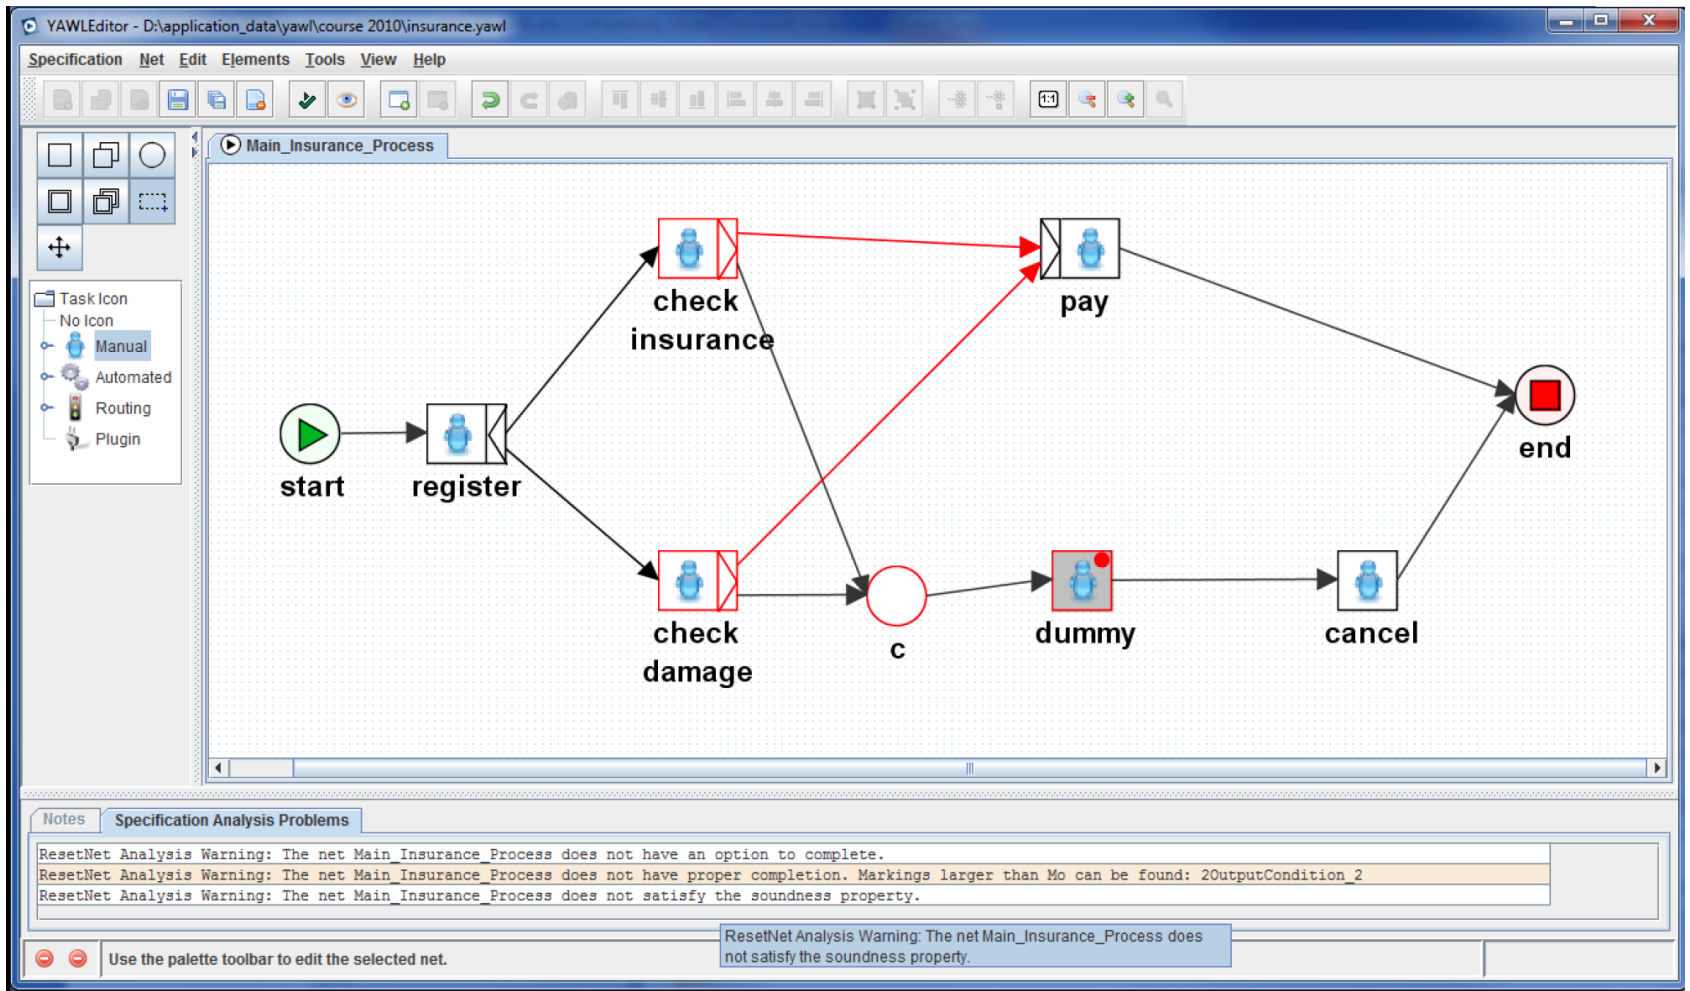 YAWLEditor - D:\application_data\yawl\course 2010\insurance.yawl
Specification Net Edit Elements Tools View Help
1:1
Main_Insurance_Process
Task Icon
No Icon
Manual
Automated
Routing
Plugin
check
insurance
pay
start
register
end
check
damage
c
dummy
cancel
Notes
Specification Analysis Problems
ResetNet Analysis Warning: The net Main_Insurance_Process does not have an option to complete.
ResetNet Analysis Warning: The net Main_Insurance_Process does not have proper completion. Markings larger than Mo can be found: 2OutputCondition_2
ResetNet Analysis Warning: The net Main_Insurance_Process does not satisfy the soundness property.
ResetNet Analysis Warning: The net Main_Insurance_Process does
not satisfy the soundness property.
Use the palette toolbar to edit the selected net.